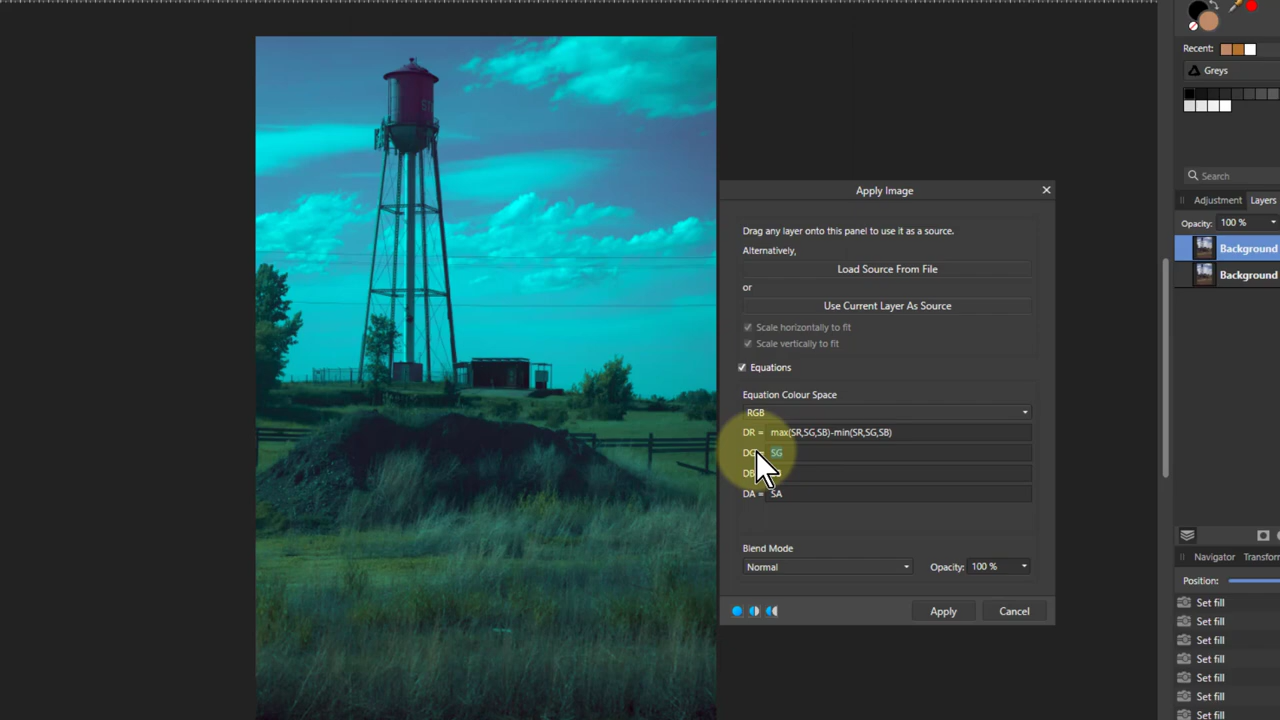 Recent:
Greys
Search
Adjustment Layers
Opacity: 100 %
Background
Background
Apply Image
Drag any layer onto this panel to use it as a source.
Alternatively,
Load Source From File
or
Use Current Layer As Source
Scale horizontally to fit
Scale vertically to fit
Equations
Equation Colour Space
RGB
DR = max(SR,SG,SB)-min(SR,SG,SB)
DG = SG
DB
DA = SA
Blend Mode
Normal Opacity: 100 %
Apply Cancel
Navigator Transform
Position:
Set fill
Set fill
Set fill
Set fill
Set fill
Set fill
Set fill